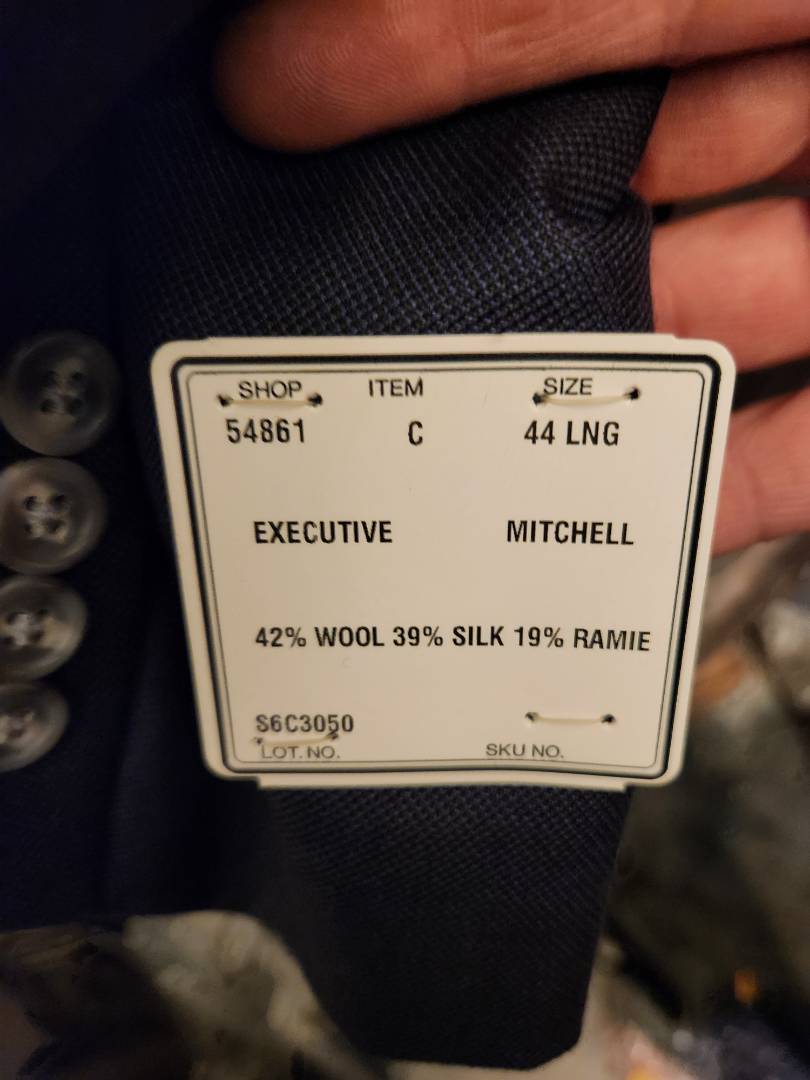 SHOP ITEM SIZE
54861 C 44 LNG
EXECUTIVE MITCHELL
42% WOOL 39% SILK 19% RAMIE
S6C3050
LOT. NO. SKU NO.